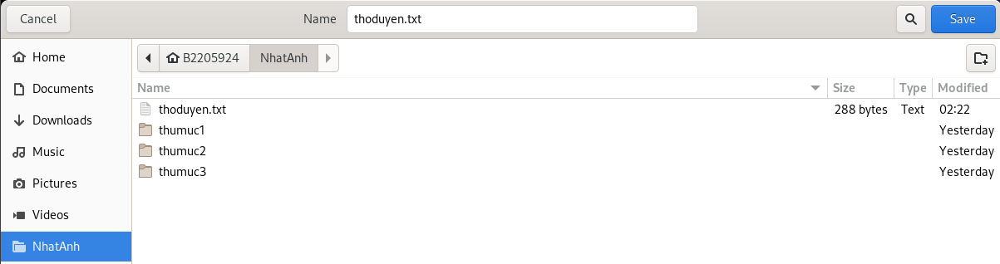 Cancel Name thoduyen.txt Save
Home B2205924 NhatAnh
Name Size Type Modified
Documents
thoduyen.txt 288 bytes Text 02:22
Downloads
thumuc1 Yesterday
Music
thumuc2 Yesterday
thumuc3 Yesterday
Pictures
Videos
NhatAnh